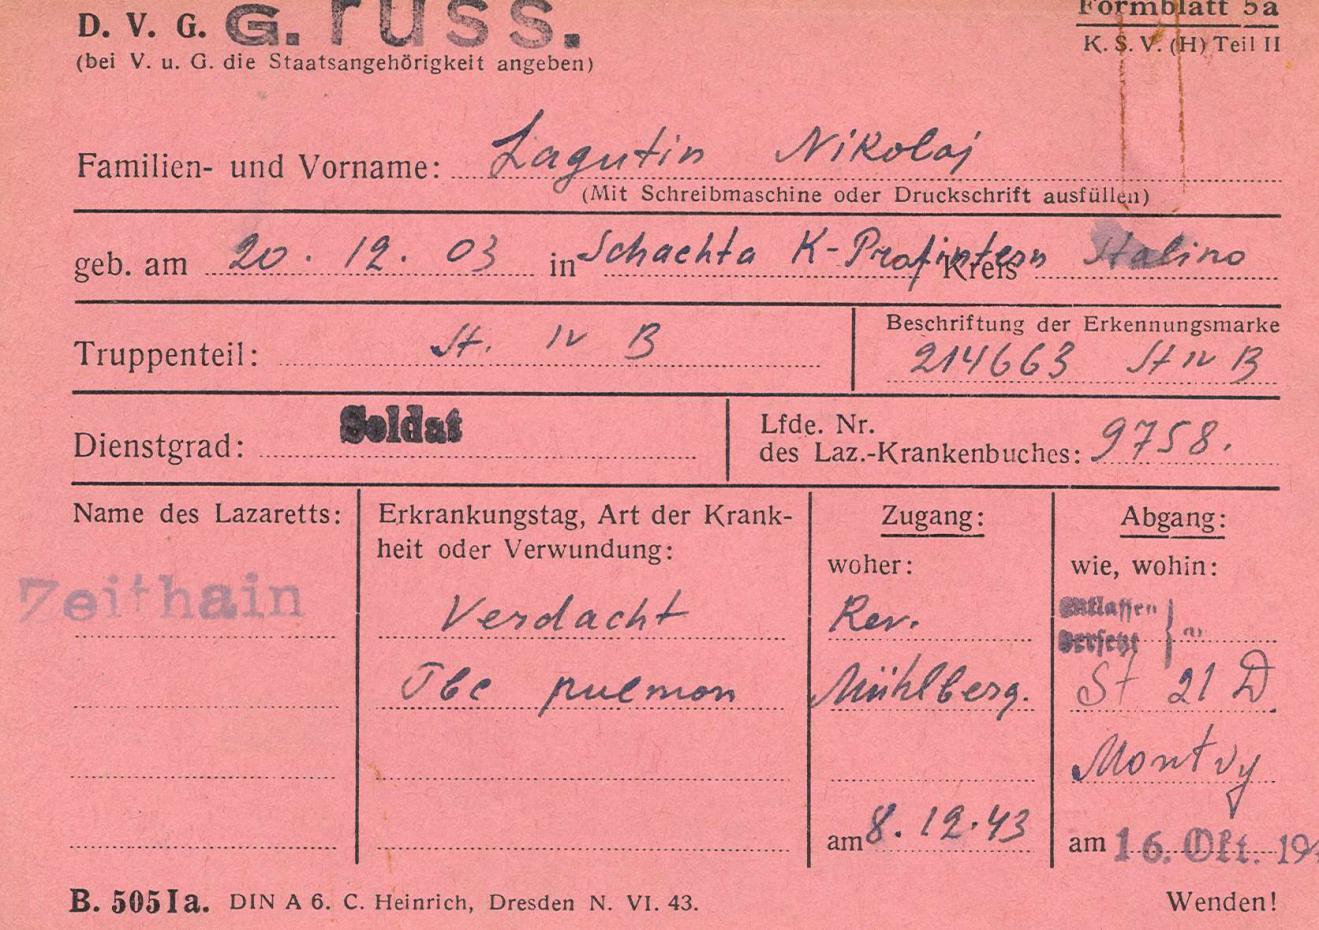 D. V. G. G. russ.
Formblatt 5a
(bei V. u. G. die Staatsangehörigkeit angeben)
K. S. V. (H) Teil II
Familien- und Vorname: Lagutin Nikolaj
(Mit Schreibmaschine oder Druckschrift ausfüllen)
geb. am 20. 12. 03 in Schachta K-Profintern Kreis Stalino
Truppenteil: St. IV B
Beschriftung der Erkennungsmarke
214663 St IV B
Dienstgrad: Soldat
Lfde. Nr.
des Laz.-Krankenbuches: 9758.
Name des Lazaretts:
Zeithain
Erkrankungstag, Art der Krank-
heit oder Verwundung:
Verdacht
Tbc pulmon
Zugang:
woher:
Rev.
Mühlberg.
am 8. 12. 43
Abgang:
wie, wohin:
Entlassen
Versetzt
St 21 D
am 16. Okt. 194
B. 5051a. DIN A 6. C. Heinrich, Dresden N. VI. 43.
Wenden!